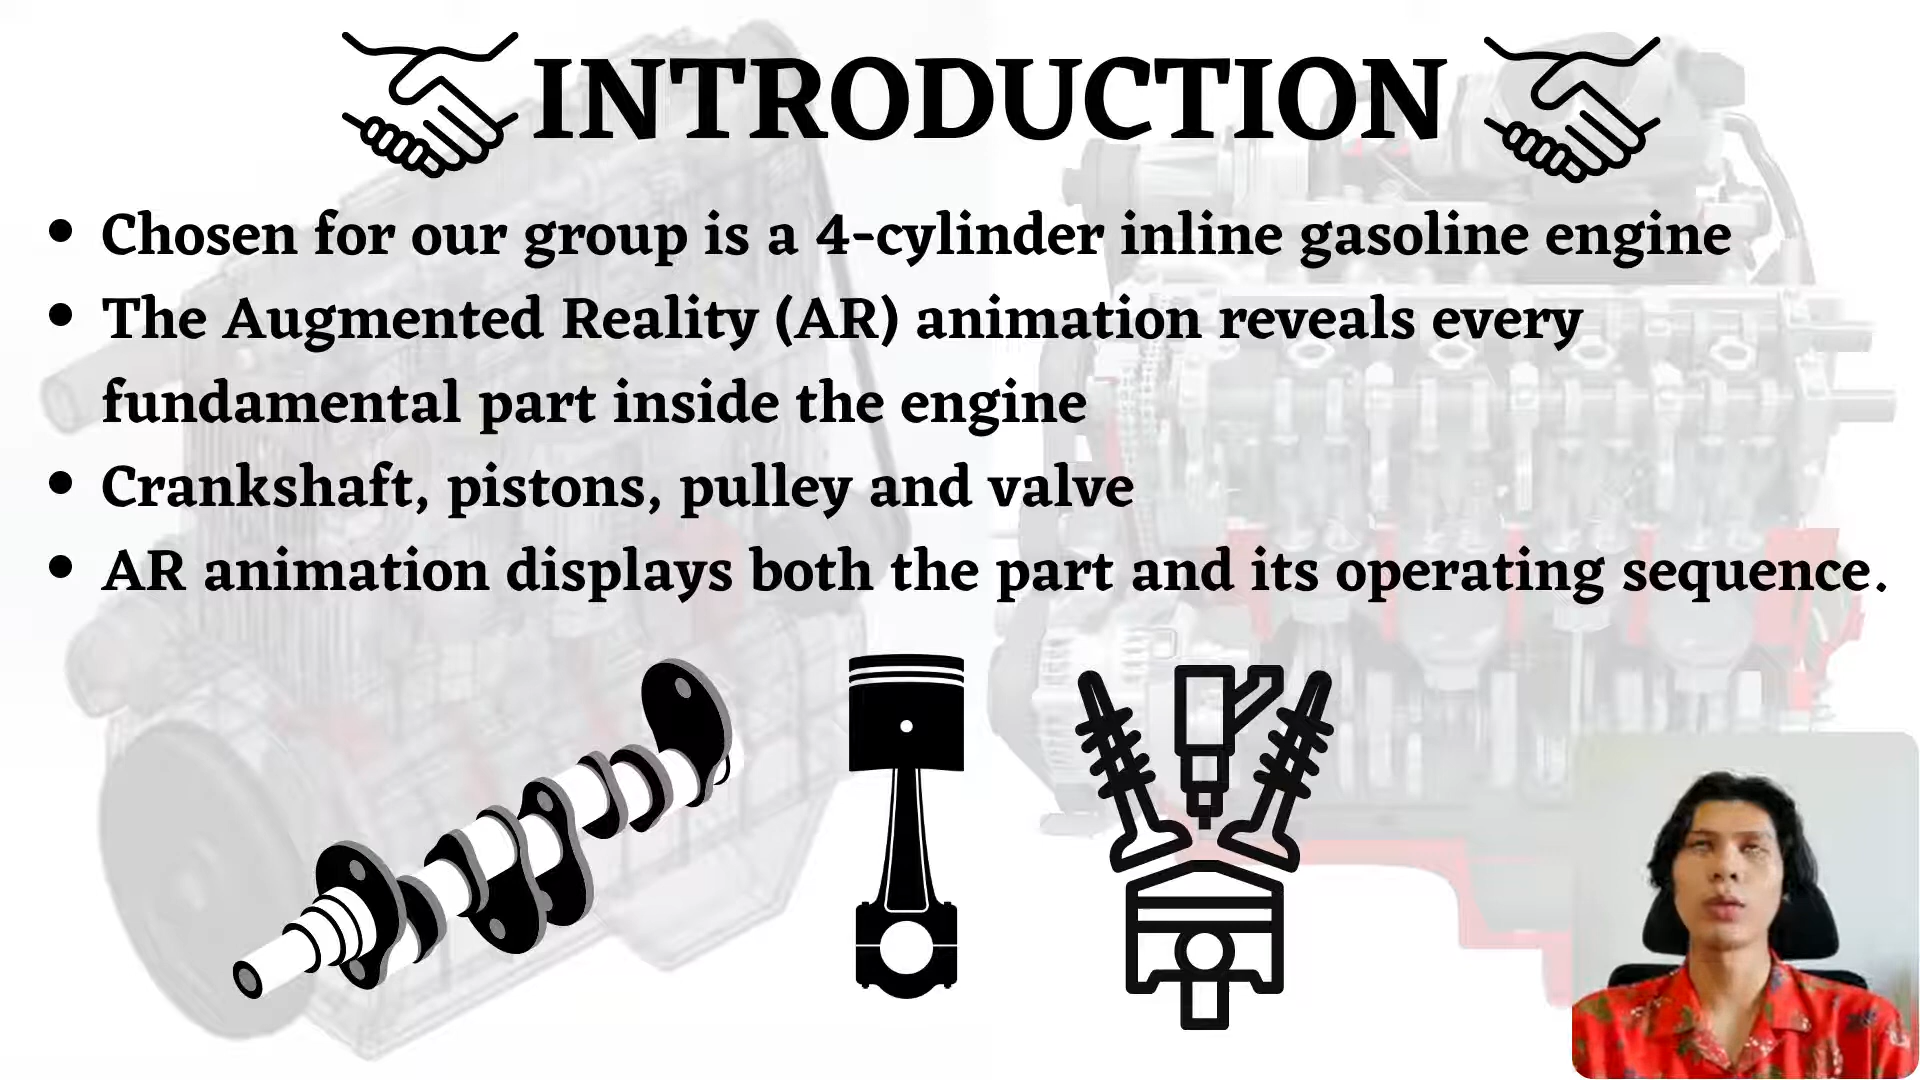 INTRODUCTION
• Chosen for our group is a 4-cylinder inline gasoline engine
• The Augmented Reality (AR) animation reveals every
fundamental part inside the engine
• Crankshaft, pistons, pulley and valve
• AR animation displays both the part and its operating sequence.